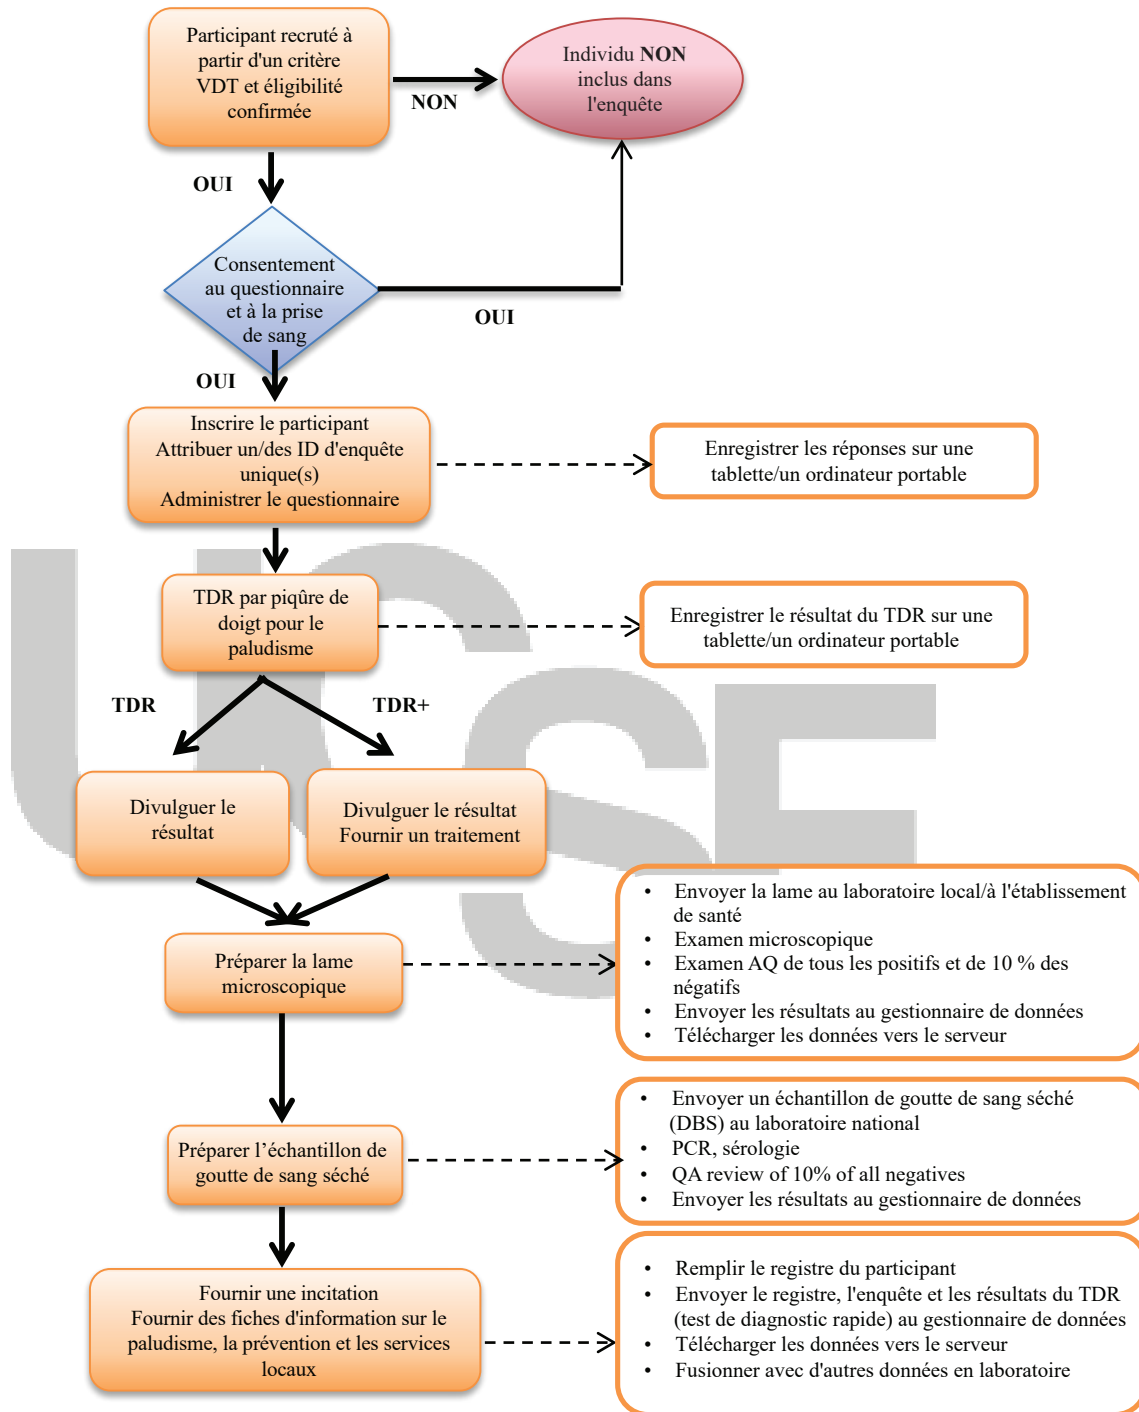 Participant recruté à
partir d'un critère
VDT et éligibilité
confirmée
NON
Individu NON
inclus dans
l'enquête
OUI
Consentement
au questionnaire
et à la prise
de sang
OUI
OUI
Inscrire le participant
Attribuer un/des ID d'enquête
unique(s)
Administrer le questionnaire
Enregistrer les réponses sur une
tablette/un ordinateur portable
TDR par piqûre de
doigt pour le
paludisme
Enregistrer le résultat du TDR sur une
tablette/un ordinateur portable
TDR
TDR+
Divulguer le
résultat
Divulguer le résultat
Fournir un traitement
Préparer la lame
microscopique
• Envoyer la lame au laboratoire local/à l'établissement
de santé
• Examen microscopique
• Examen AQ de tous les positifs et de 10 % des
négatifs
• Envoyer les résultats au gestionnaire de données
• Télécharger les données vers le serveur
Préparer l’échantillon de
goutte de sang séché
• Envoyer un échantillon de goutte de sang séché
(DBS) au laboratoire national
• PCR, sérologie
• QA review of 10% of all negatives
• Envoyer les résultats au gestionnaire de données
Fournir une incitation
Fournir des fiches d'information sur le
paludisme, la prévention et les services
locaux
• Remplir le registre du participant
• Envoyer le registre, l'enquête et les résultats du TDR
(test de diagnostic rapide) au gestionnaire de données
• Télécharger les données vers le serveur
• Fusionner avec d'autres données en laboratoire
UCSF